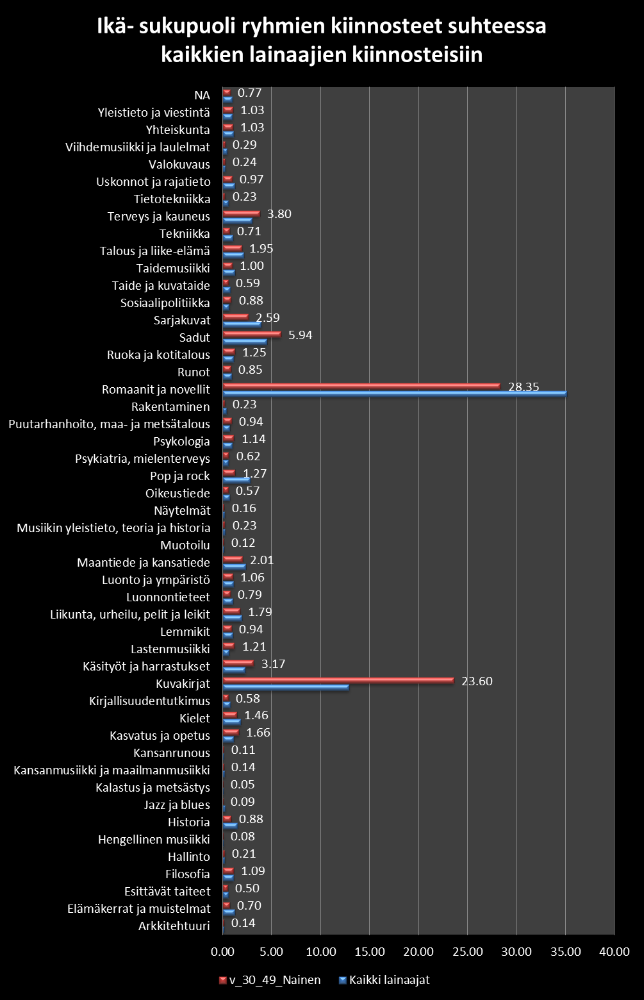 Ikä- sukupuoli ryhmien kiinnosteet suhteessa
kaikkien lainaajien kiinnosteisiin
NA 0.77
Yleistieto ja viestintä 1.03
Yhteiskunta 1.03
Viihdemusiikki ja laulelmat 0.29
Valokuvaus 0.24
Uskonnot ja rajatieto 0.97
Tietotekniikka 0.23
Terveys ja kauneus 3.80
Tekniikka 0.71
Talous ja liike-elämä 1.95
Taidemusiikki 1.00
Taide ja kuvataide 0.59
Sosiaalipolitiikka 0.88
Sarjakuvat 2.59
Sadut 5.94
Ruoka ja kotitalous 1.25
Runot 0.85
Romaanit ja novellit 28.35
Rakentaminen 0.23
Puutarhanhoito, maa- ja metsätalous 0.94
Psykologia 1.14
Psykiatria, mielenterveys 0.62
Pop ja rock 1.27
Oikeustiede 0.57
Näytelmät 0.16
Musiikin yleistieto, teoria ja historia 0.23
Muotoilu 0.12
Maantiede ja kansatiede 2.01
Luonto ja ympäristö 1.06
Luonnontieteet 0.79
Liikunta, urheilu, pelit ja leikit 1.79
Lemmikit 0.94
Lastenmusiikki 1.21
Käsityöt ja harrastukset 3.17
Kuvakirjat 23.60
Kirjallisuudentutkimus 0.58
Kielet 1.46
Kasvatus ja opetus 1.66
Kansanrunous 0.11
Kansanmusiikki ja maailmanmusiikki 0.14
Kalastus ja metsästys 0.05
Jazz ja blues 0.09
Historia 0.88
Hengellinen musiikki 0.08
Hallinto 0.21
Filosofia 1.09
Esittävät taiteet 0.50
Elämäkerrat ja muistelmat 0.70
Arkkitehtuuri 0.14
0.00 5.00 10.00 15.00 20.00 25.00 30.00 35.00 40.00
v_30_49_Nainen Kaikki lainaajat